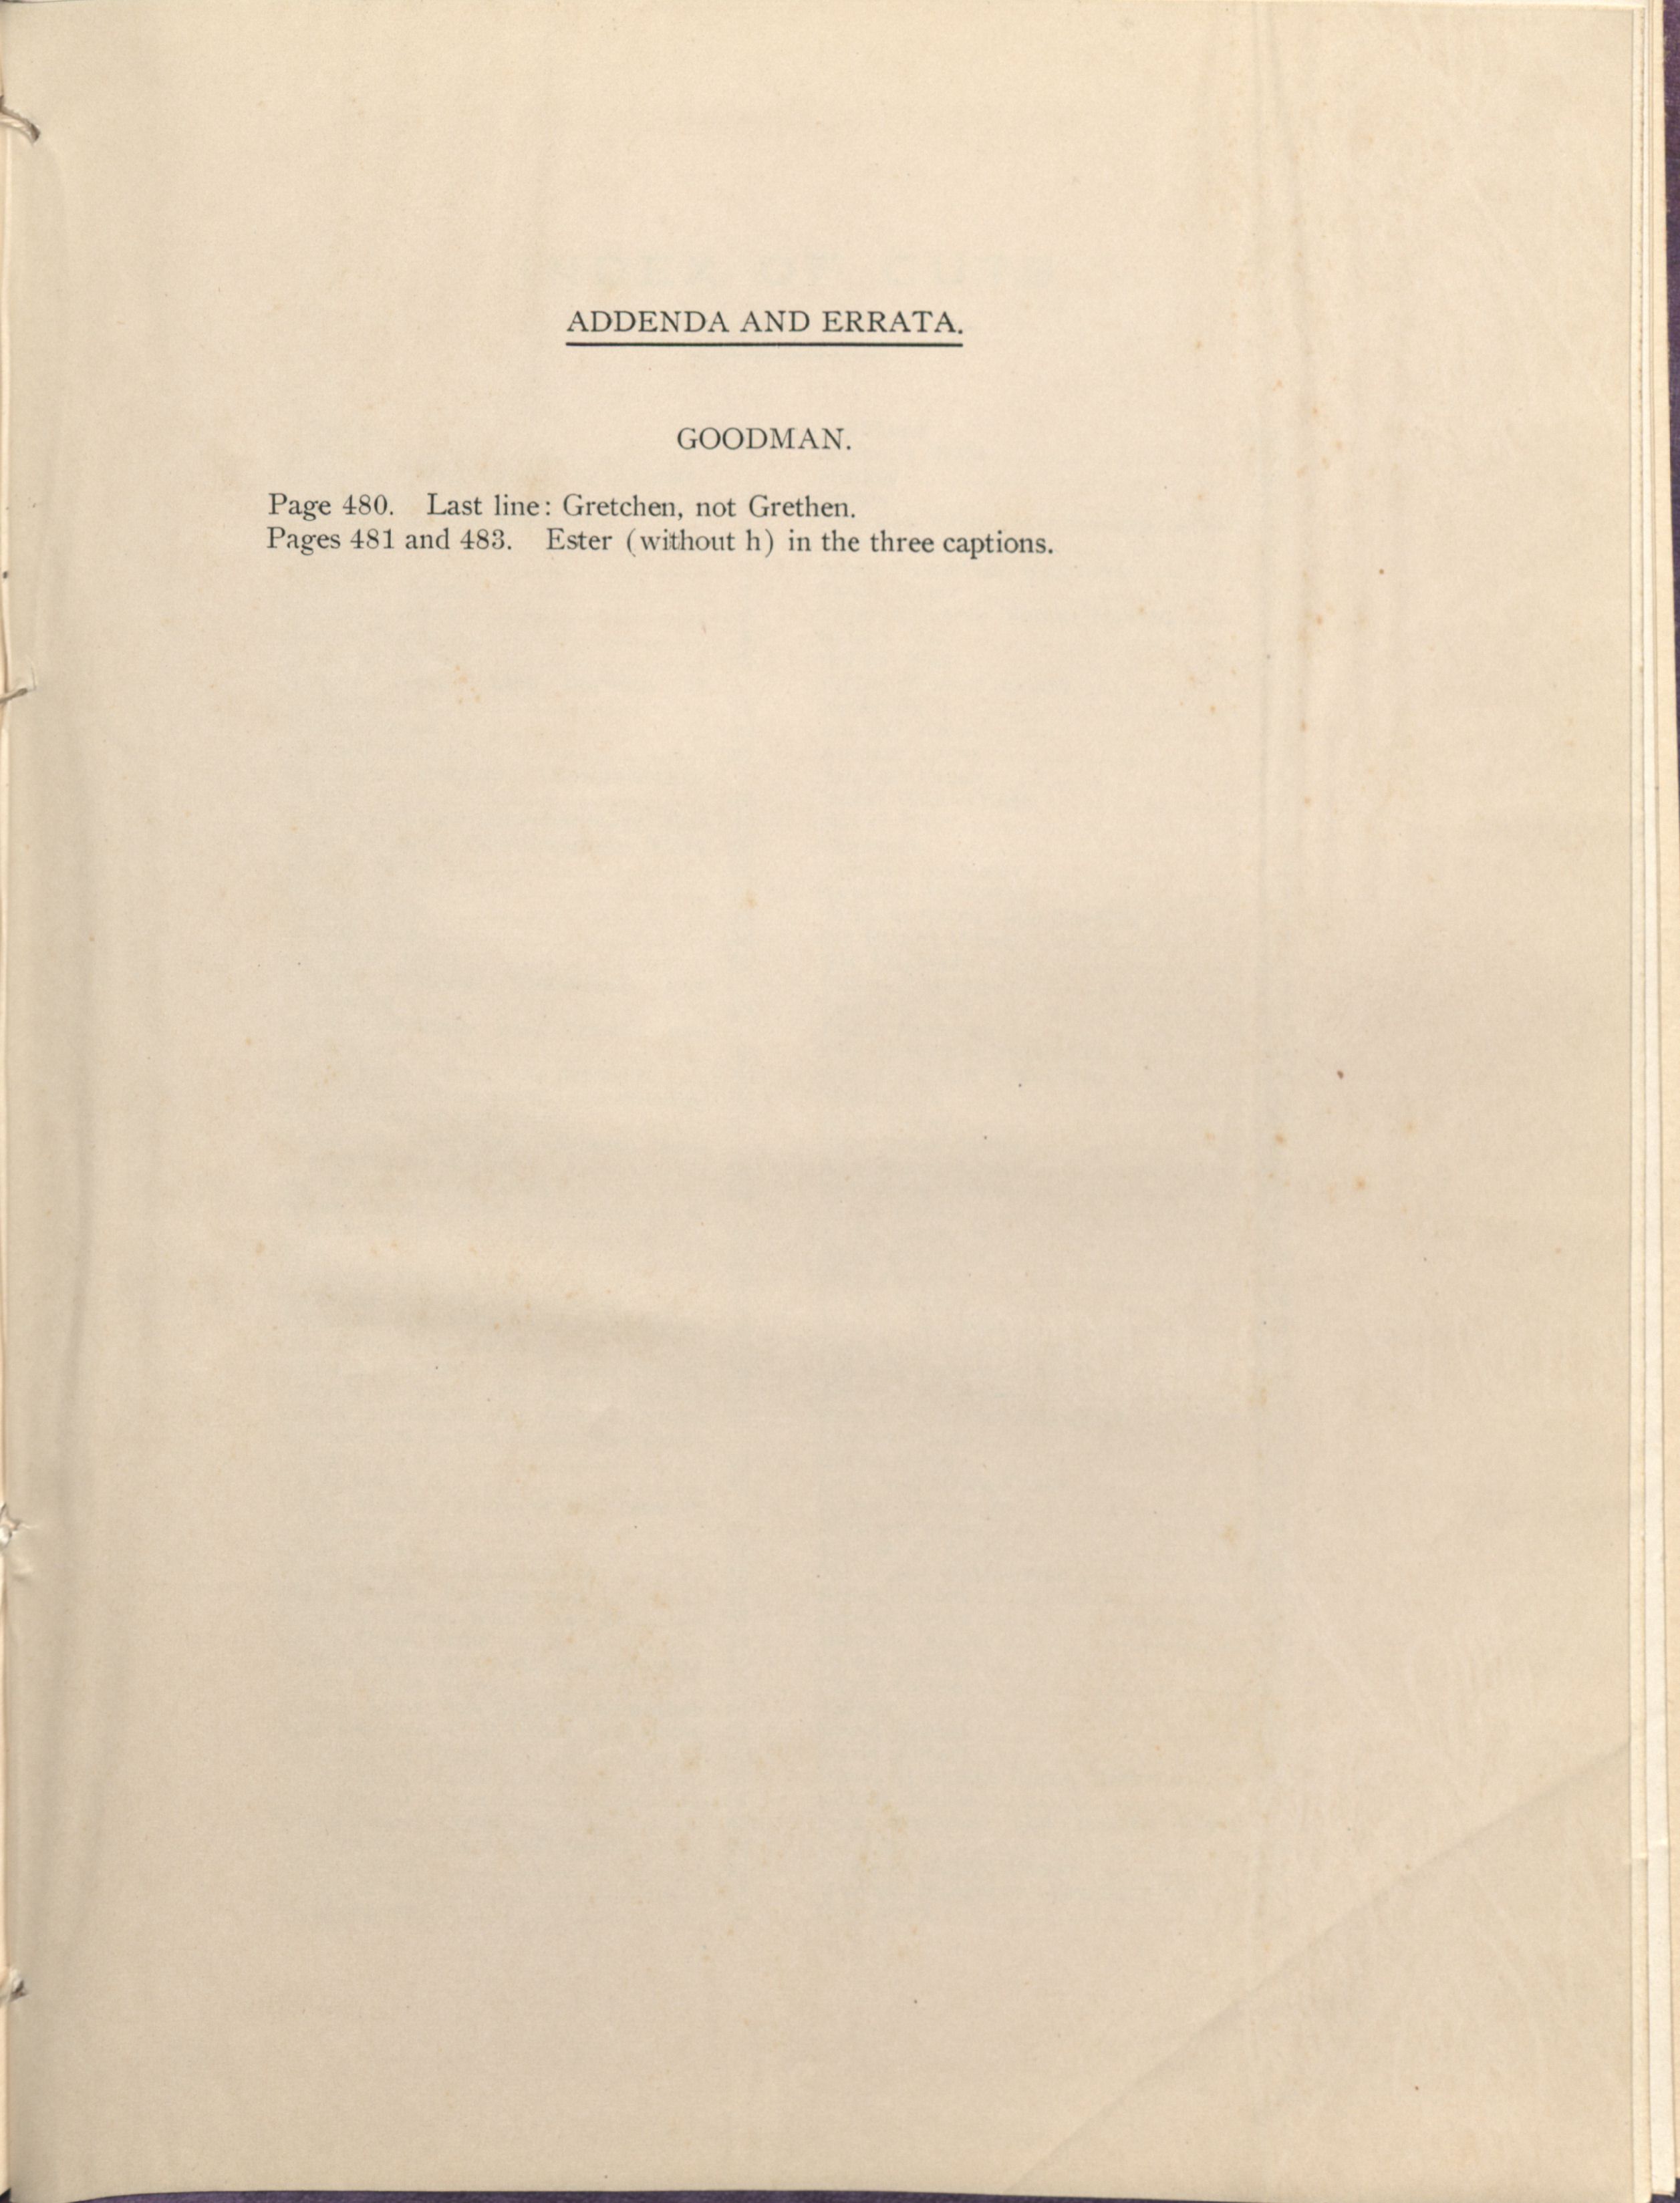 ADDENDA AND ERRATA.
GOODMAN.
Page 480. Last line: Gretchen, not Grethen.
Pages 481 and 483. Ester (without h) in the three captions.